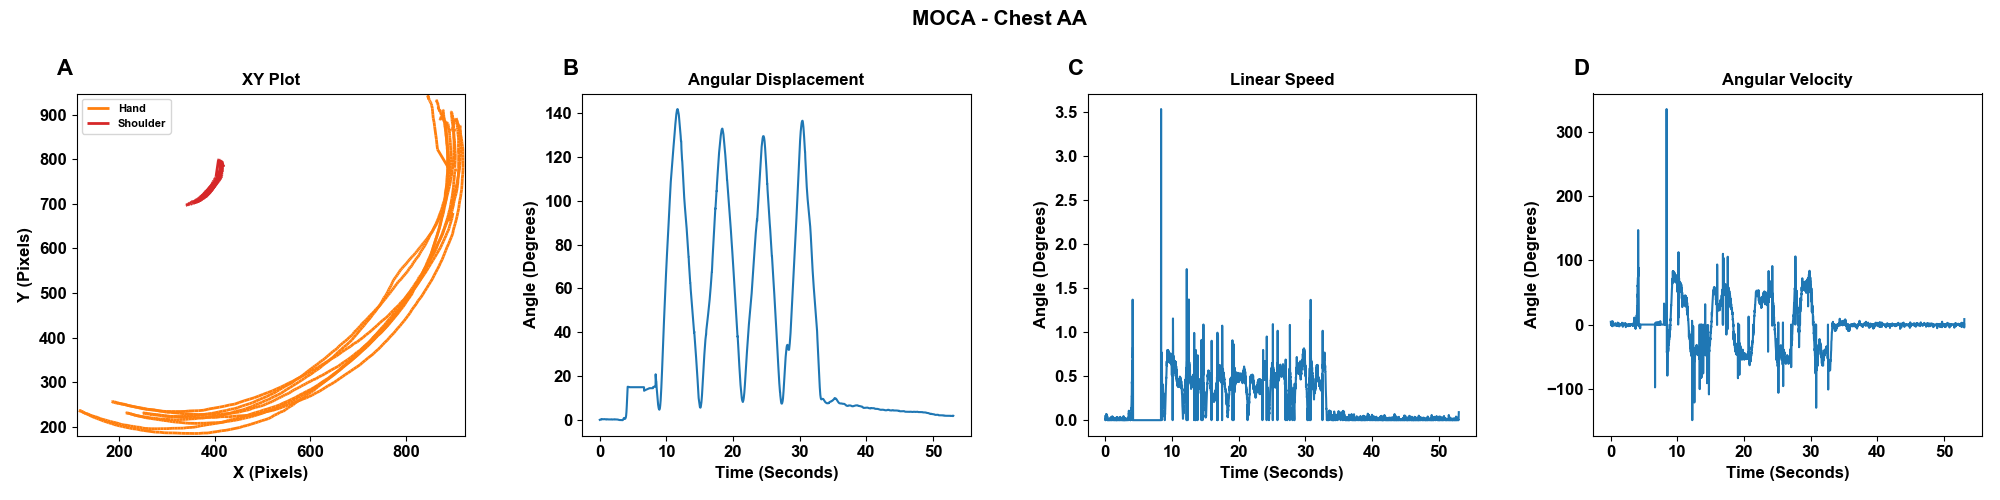 MOCA - Chest AA
A
XY Plot
Hand
Shoulder
900
800
700
600
500
400
300
200
200 400 600 800
Y (Pixels)
X (Pixels)
B
Angular Displacement
140
120
100
80
60
40
20
0
0 10 20 30 40 50
Angle (Degrees)
Time (Seconds)
C
Linear Speed
3.5
3.0
2.5
2.0
1.5
1.0
0.5
0.0
0 10 20 30 40 50
Angle (Degrees)
Time (Seconds)
D
Angular Velocity
300
200
100
0
−100
0 10 20 30 40 50
Angle (Degrees)
Time (Seconds)